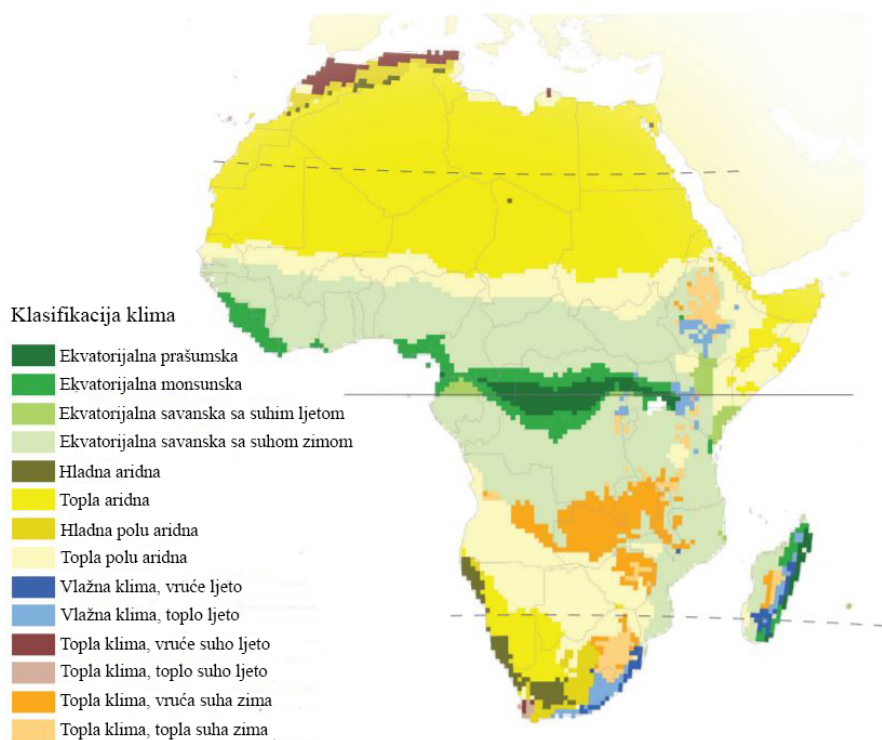 Klasifikacija klima
Ekvatorijalna prašumska
Ekvatorijalna monsunska
Ekvatorijalna savanska sa suhim ljetom
Ekvatorijalna savanska sa suhom zimom
Hladna aridna
Topla aridna
Hladna polu aridna
Topla polu aridna
Vlažna klima, vruće ljeto
Vlažna klima, toplo ljeto
Topla klima, vruće suho ljeto
Topla klima, toplo suho ljeto
Topla klima, vruća suha zima
Topla klima, topla suha zima